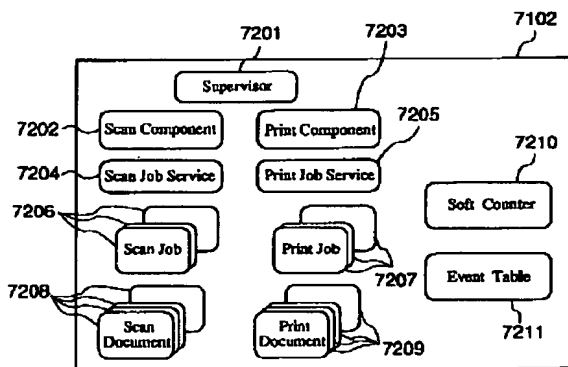 7201
7203
7102
Supervisor
7202
Scan Component
Print Component
7205
7204
Scan Job Service
Print Job Service
7210
7206
Soft Counter
Scan Job
Print Job
7207
Event Table
7208
Scan Document
Print Document
7209
7211